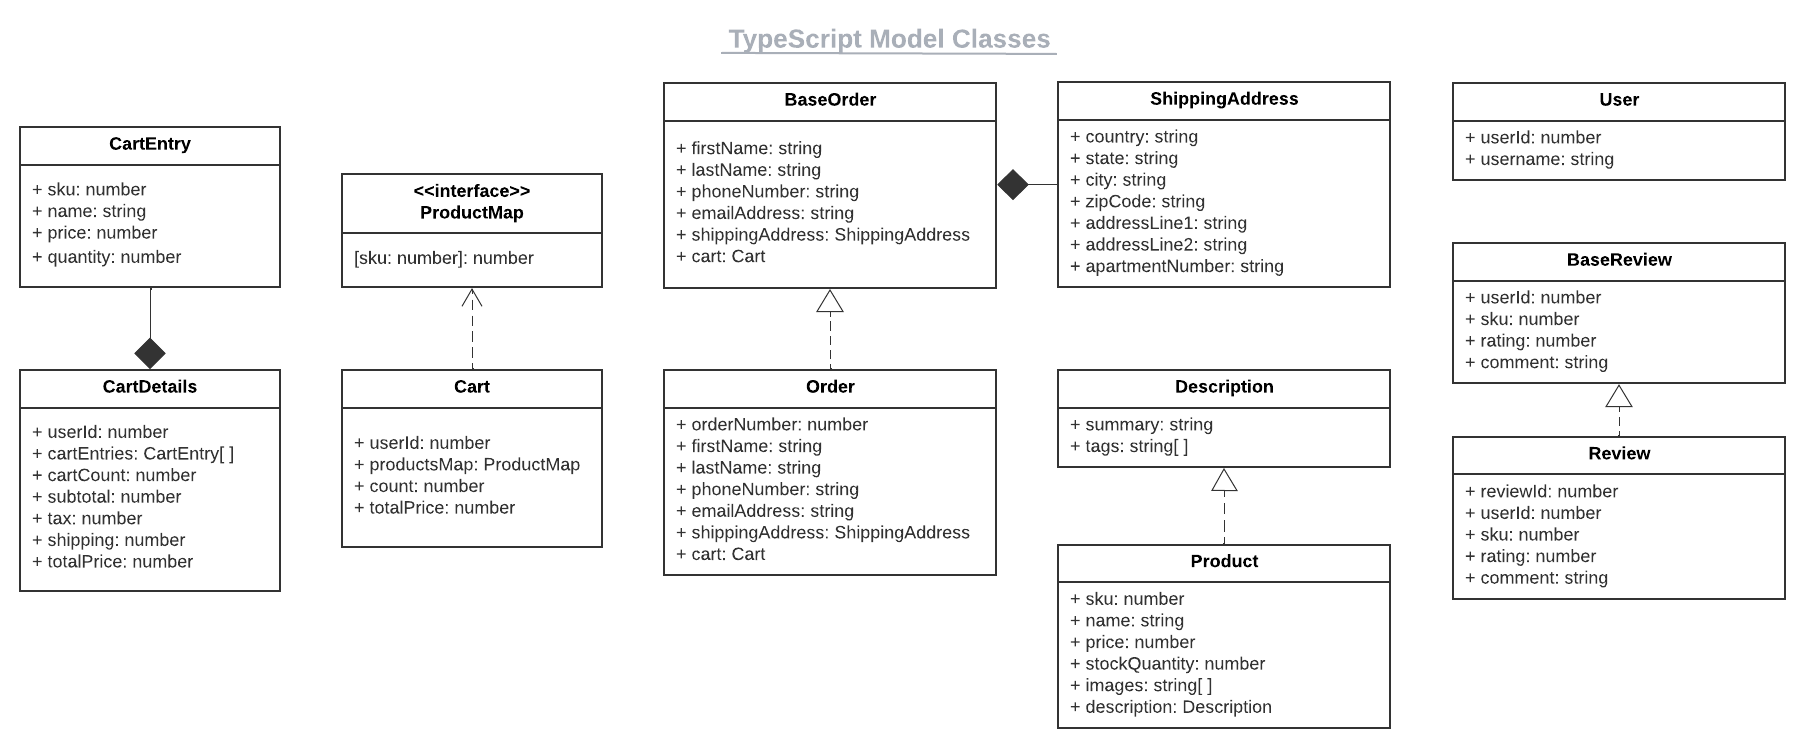 TypeScript Model Classes
CartEntry
+ sku: number
+ name: string
+ price: number
+ quantity: number
CartDetails
+ userId: number
+ cartEntries: CartEntry[ ]
+ cartCount: number
+ subtotal: number
+ tax: number
+ shipping: number
+ totalPrice: number
<<interface>>
ProductMap
[sku: number]: number
Cart
+ userId: number
+ productsMap: ProductMap
+ count: number
+ totalPrice: number
BaseOrder
+ firstName: string
+ lastName: string
+ phoneNumber: string
+ emailAddress: string
+ shippingAddress: ShippingAddress
+ cart: Cart
Order
+ orderNumber: number
+ firstName: string
+ lastName: string
+ phoneNumber: string
+ emailAddress: string
+ shippingAddress: ShippingAddress
+ cart: Cart
ShippingAddress
+ country: string
+ state: string
+ city: string
+ zipCode: string
+ addressLine1: string
+ addressLine2: string
+ apartmentNumber: string
Description
+ summary: string
+ tags: string[ ]
Product
+ sku: number
+ name: string
+ price: number
+ stockQuantity: number
+ images: string[ ]
+ description: Description
User
+ userId: number
+ username: string
BaseReview
+ userId: number
+ sku: number
+ rating: number
+ comment: string
Review
+ reviewId: number
+ userId: number
+ sku: number
+ rating: number
+ comment: string